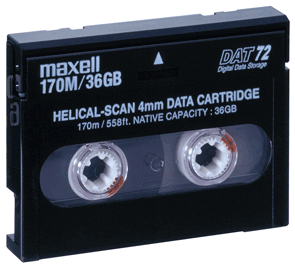 maxell
170M/36GB
DAT 72
Digital Data Storage
HELICAL-SCAN 4mm DATA CARTRIDGE
170m / 558ft. NATIVE CAPACITY : 36GB